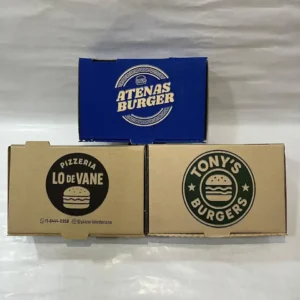 ATENAS
BURGER
PIZZERIA
LO DE VANE
TONY'S
BURGERS